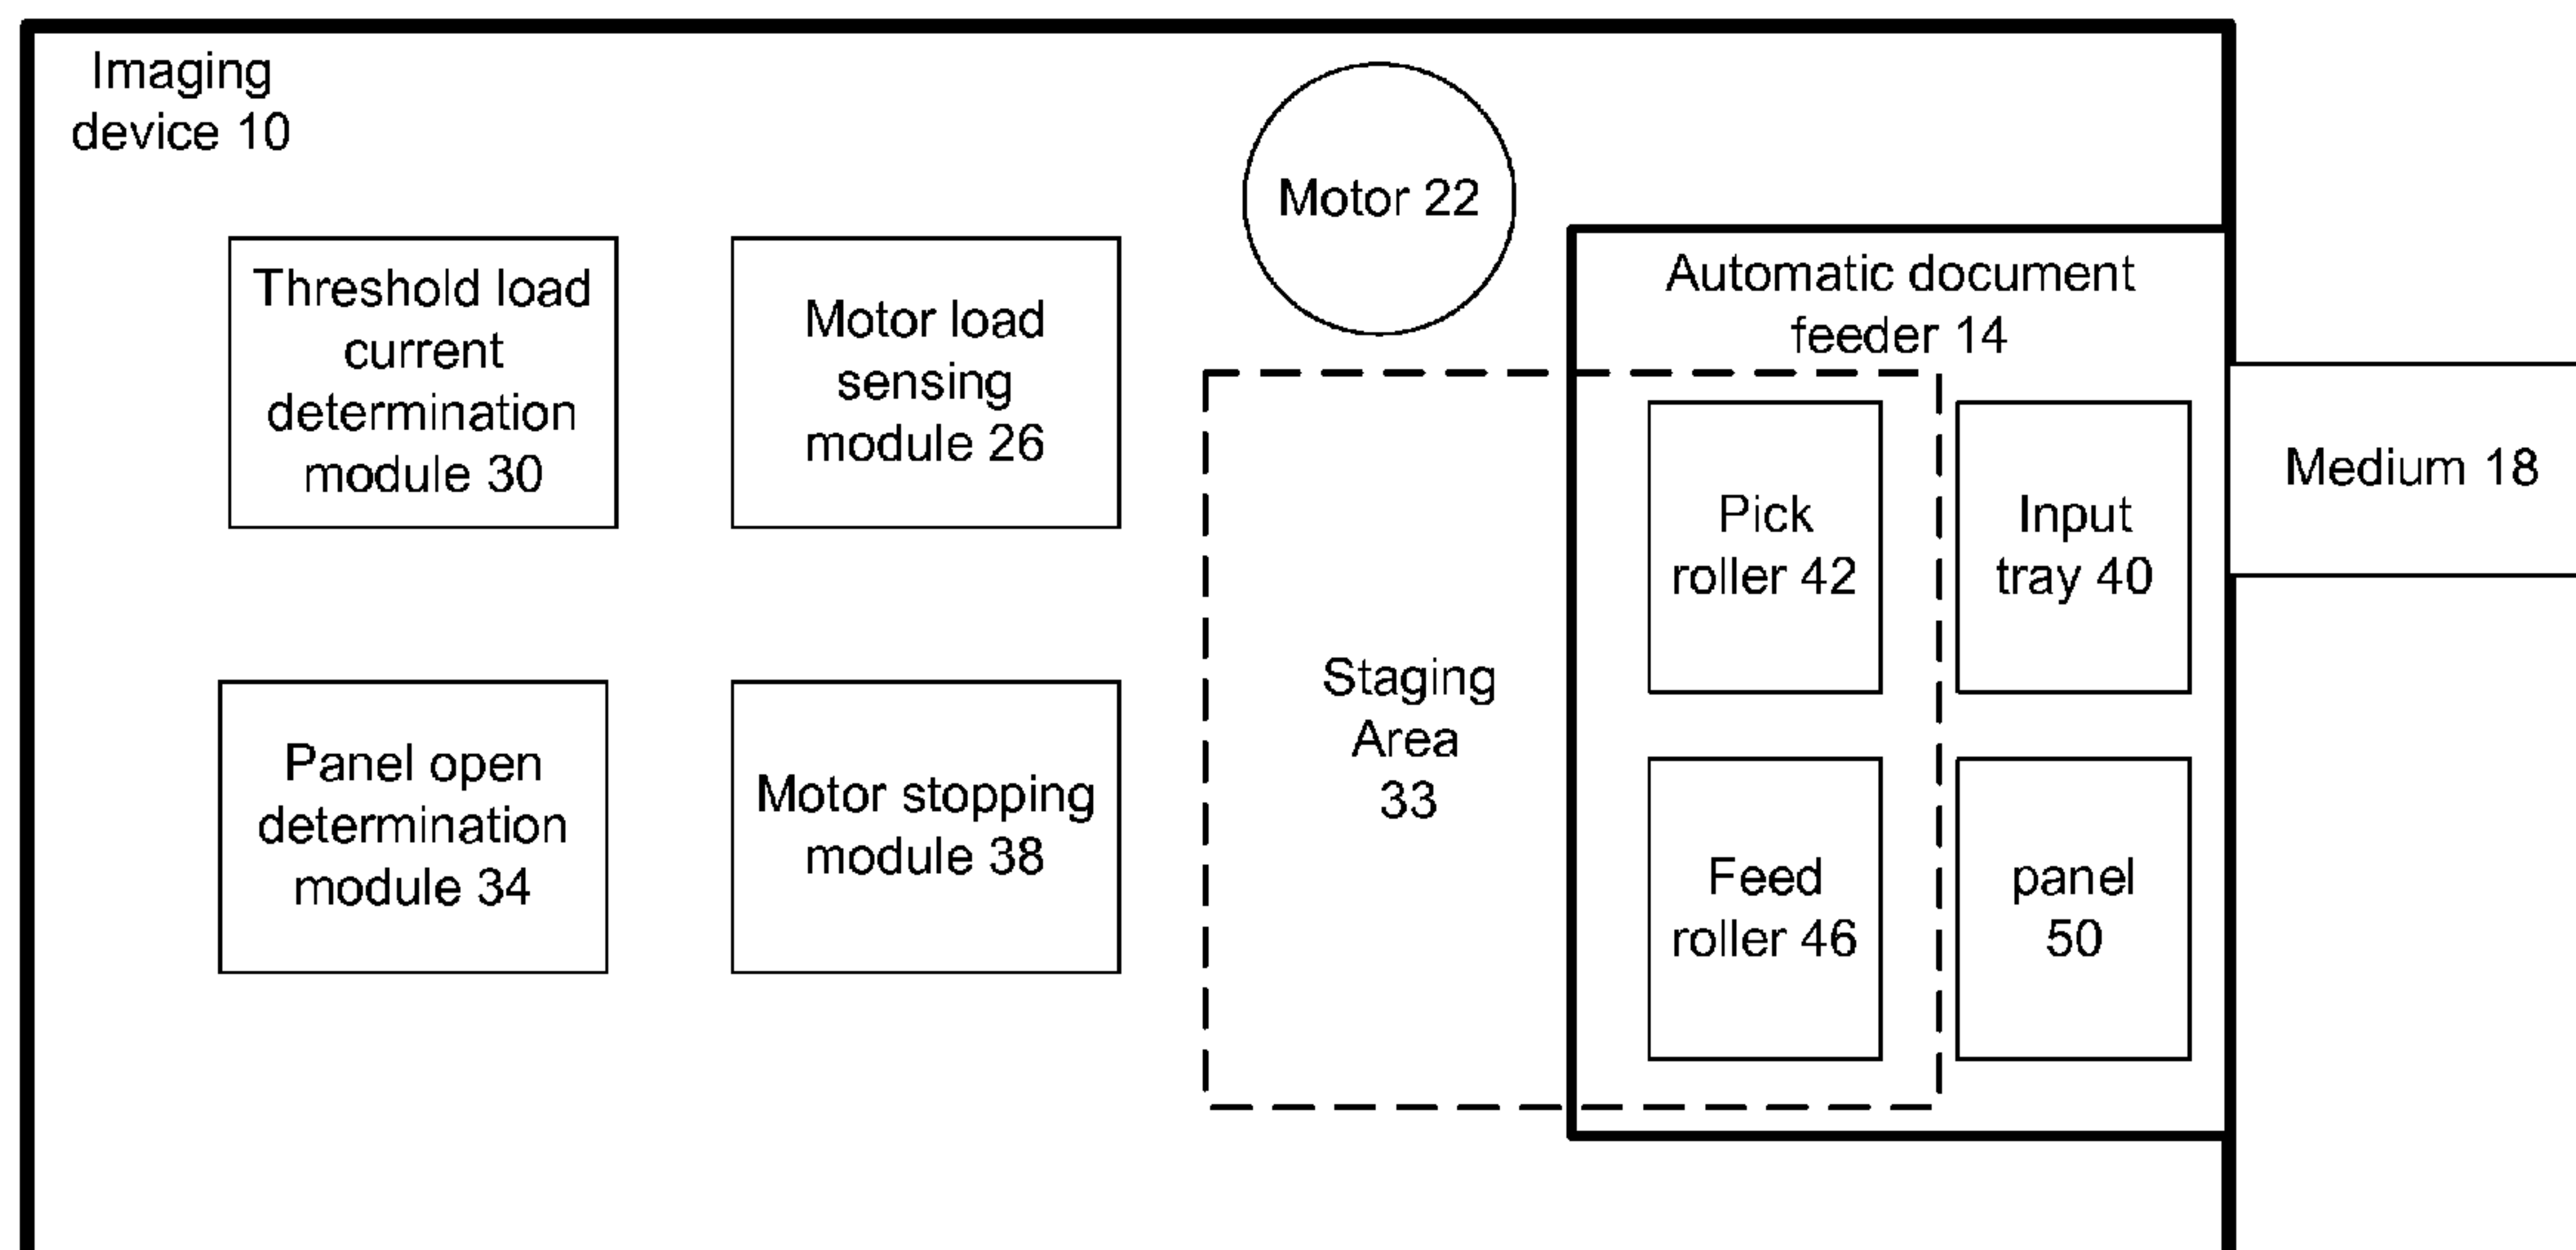 Imaging
device 10
Motor 22
Threshold load
current
determination
module 30
Motor load
sensing
module 26
Automatic document
feeder 14
Pick
roller 42
Input
tray 40
Medium 18
Staging
Area
33
Panel open
determination
module 34
Motor stopping
module 38
Feed
roller 46
panel
50